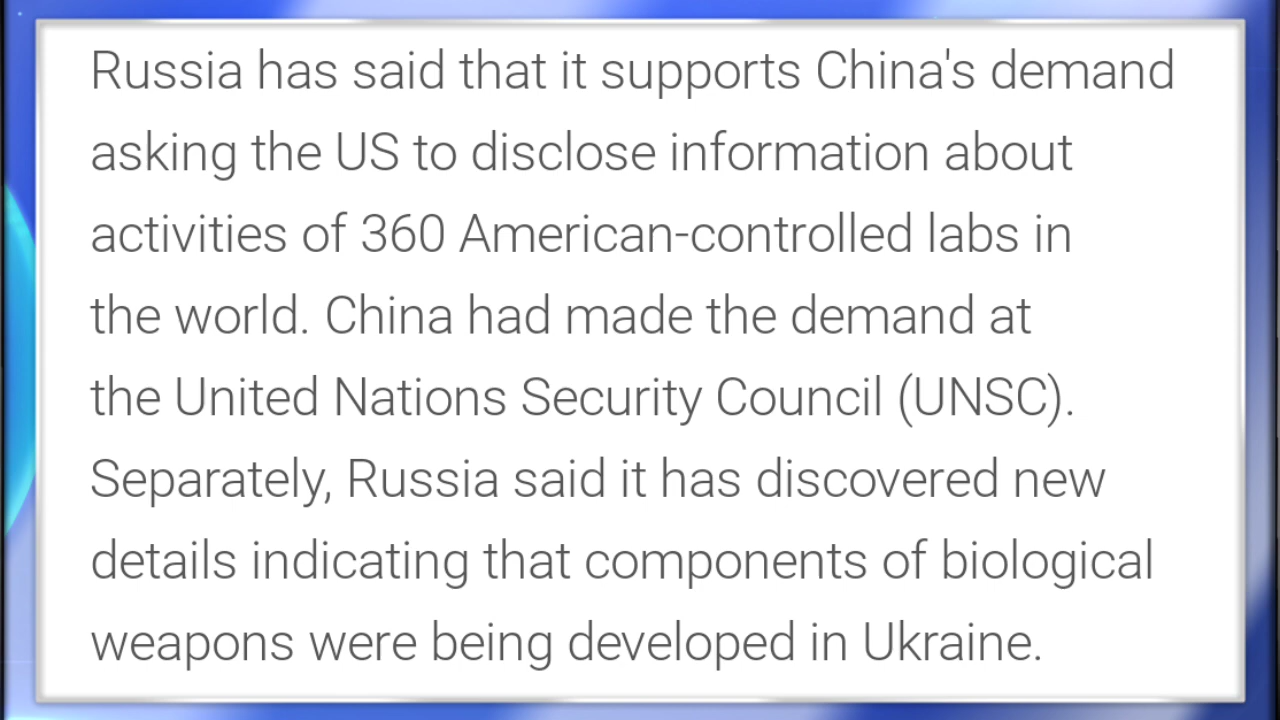 Russia has said that it supports China's demand
asking the US to disclose information about
activities of 360 American-controlled labs in
the world. China had made the demand at
the United Nations Security Council (UNSC).
Separately, Russia said it has discovered new
details indicating that components of biological
weapons were being developed in Ukraine.